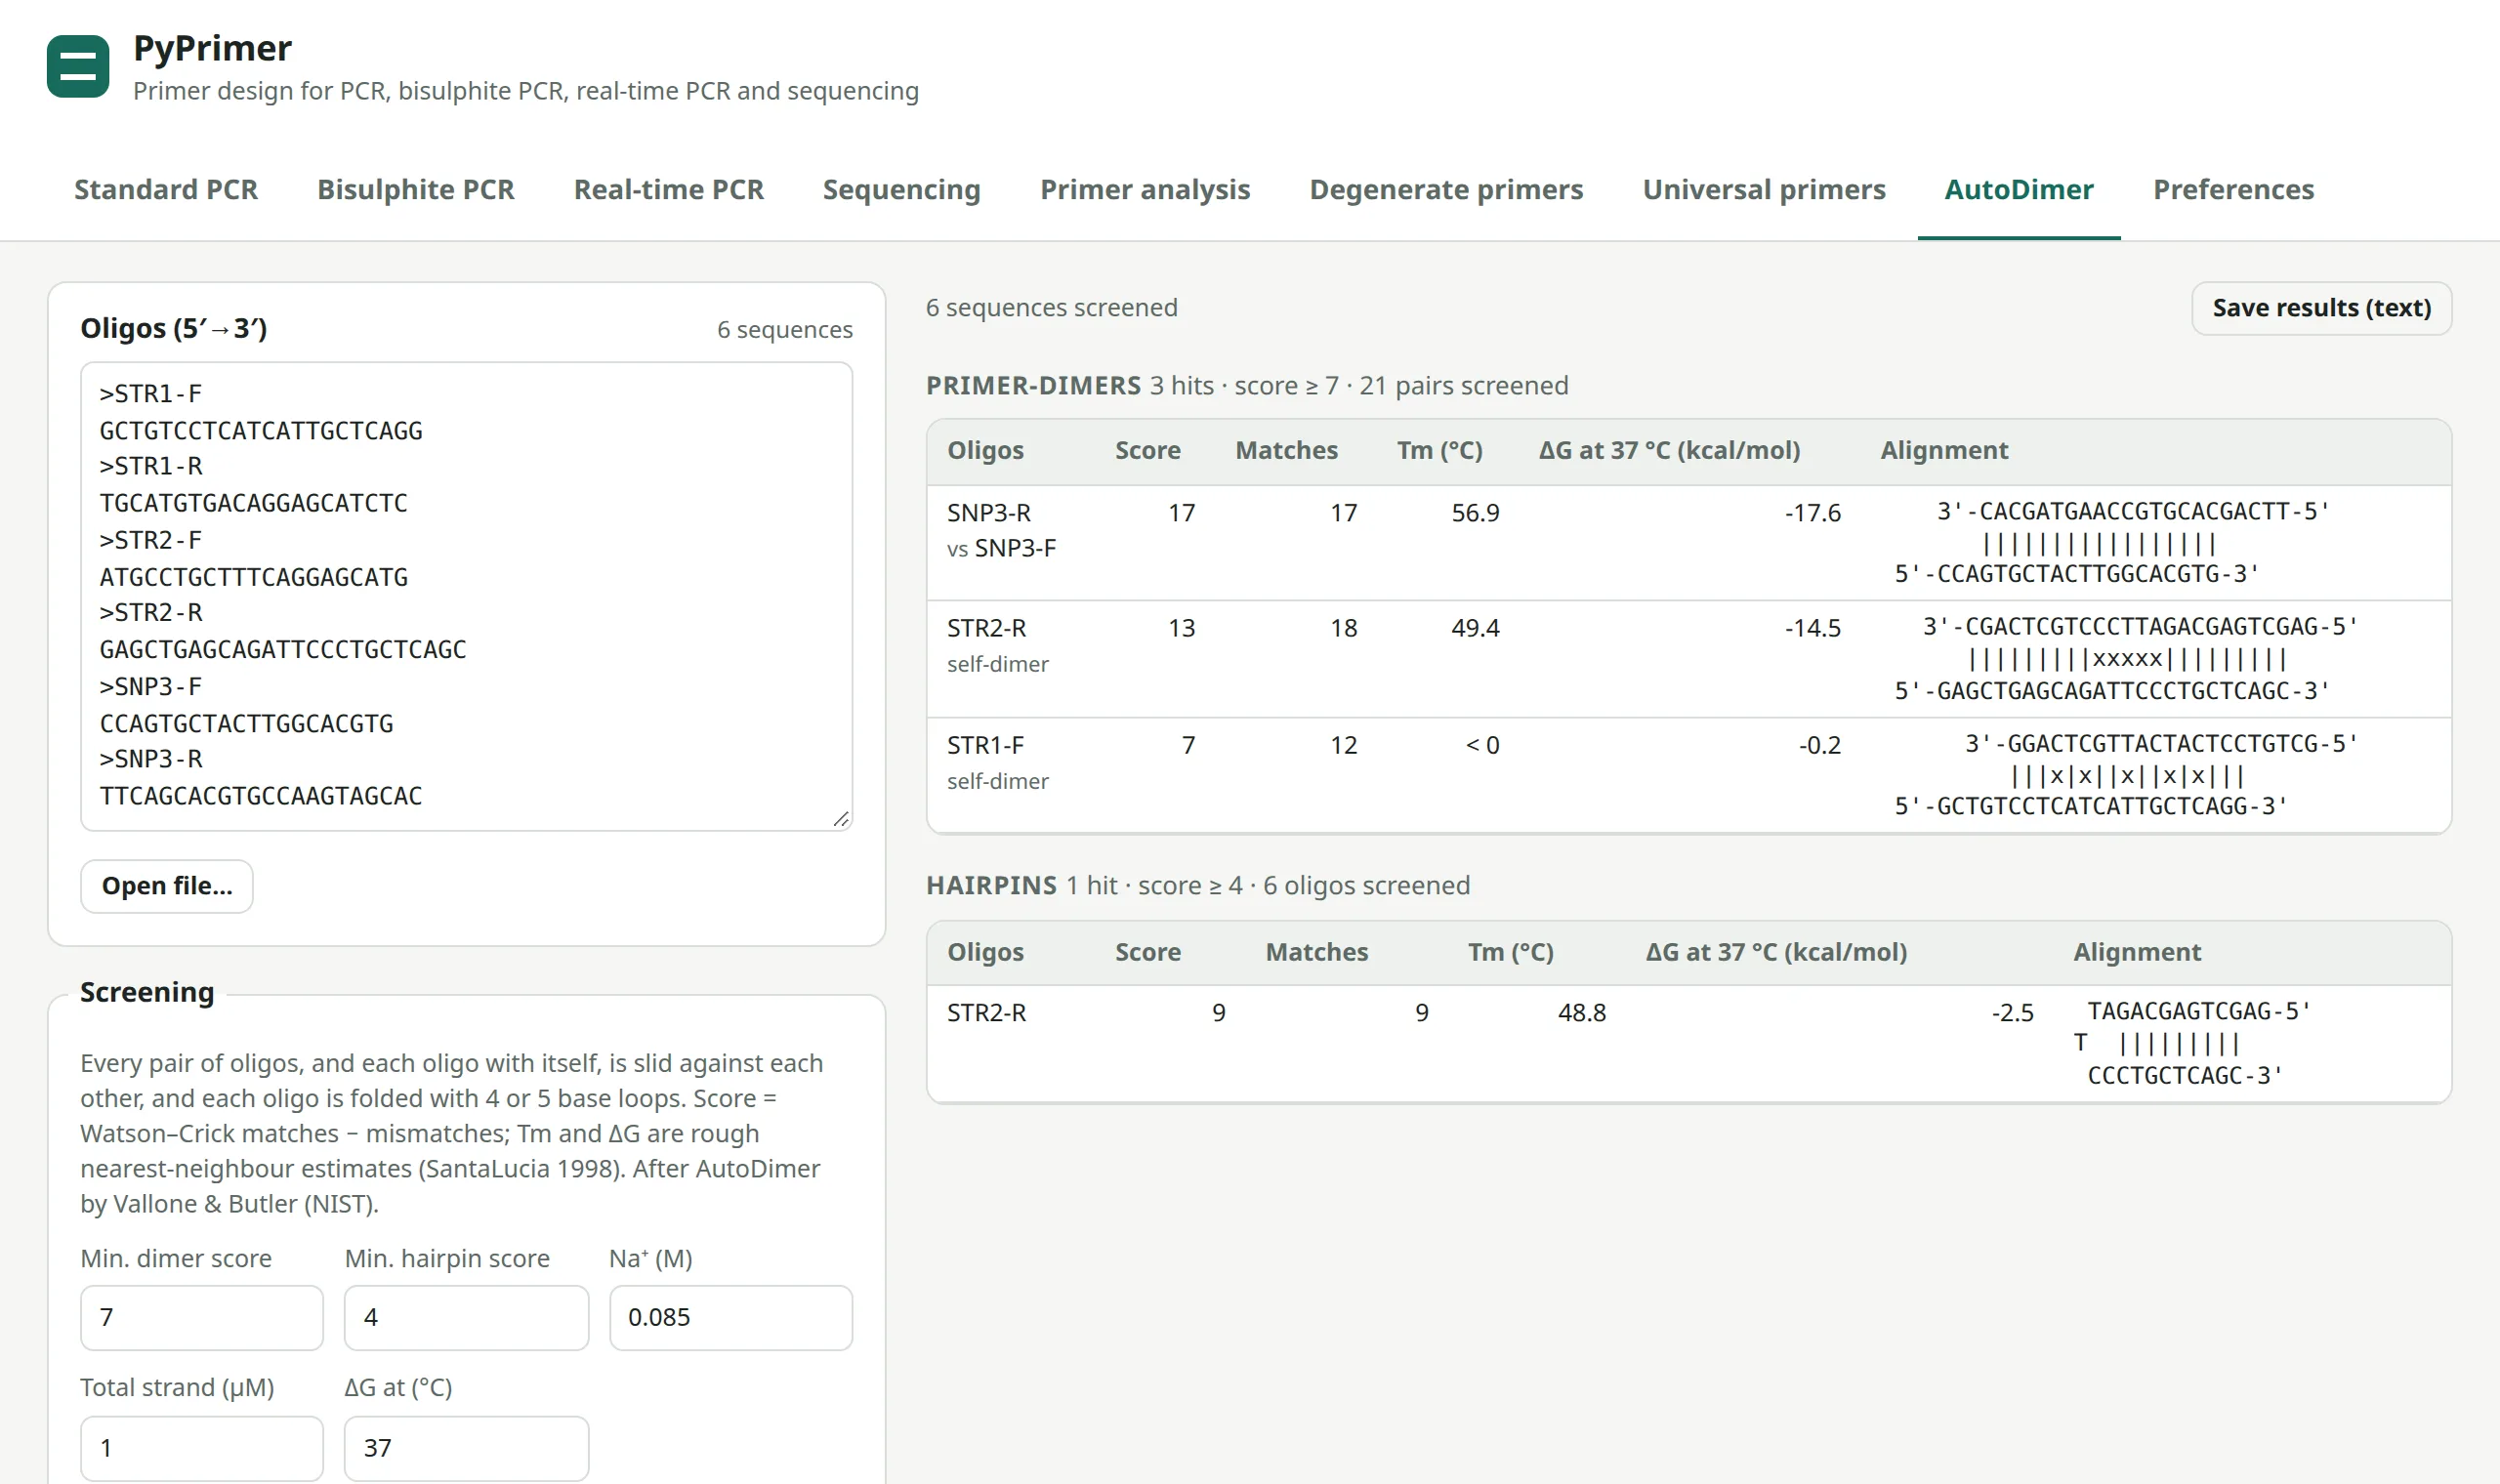 PyPrimer
Primer design for PCR, bisulphite PCR, real-time PCR and sequencing
Standard PCR Bisulphite PCR Real-time PCR Sequencing Primer analysis Degenerate primers Universal primers AutoDimer Preferences
Oligos (5′→3′) 6 sequences
>STR1-F
GCTGTCCTCATCATTGCTCAGG
>STR1-R
TGCATGTGACAGGAGCATCTC
>STR2-F
ATGCCTGCTTTCAGGAGCATG
>STR2-R
GAGCTGAGCAGATTCCCTGCTCAGC
>SNP3-F
CCAGTGCTACTTGGCACGTG
>SNP3-R
TTCAGCACGTGCCAAGTAGCAC
Open file...
Screening
Every pair of oligos, and each oligo with itself, is slid against each
other, and each oligo is folded with 4 or 5 base loops. Score =
Watson–Crick matches − mismatches; Tm and ΔG are rough
nearest-neighbour estimates (SantaLucia 1998). After AutoDimer
by Vallone & Butler (NIST).
Min. dimer score Min. hairpin score Na⁺ (M)
7 4 0.085
Total strand (µM) ΔG at (°C)
1 37
6 sequences screened Save results (text)
PRIMER-DIMERS 3 hits · score ≥ 7 · 21 pairs screened
Oligos Score Matches Tm (°C) ΔG at 37 °C (kcal/mol) Alignment
SNP3-R 17 17 56.9 -17.6 3'-CACGATGAACCGTGCACGACTT-5'
vs SNP3-F |||||||||||||||||
5'-CCAGTGCTACTTGGCACGTG-3'
STR2-R 13 18 49.4 -14.5 3'-CGACTCGTCCCTTAGACGAGTCGAG-5'
self-dimer |||||||||xxxxx|||||||||
5'-GAGCTGAGCAGATTCCCTGCTCAGC-3'
STR1-F 7 12 < 0 -0.2 3'-GGACTCGTTACTACTCCTGTCG-5'
self-dimer |||x|x||x||x|x|||
5'-GCTGTCCTCATCATTGCTCAGG-3'
HAIRPINS 1 hit · score ≥ 4 · 6 oligos screened
Oligos Score Matches Tm (°C) ΔG at 37 °C (kcal/mol) Alignment
STR2-R 9 9 48.8 -2.5 TAGACGAGTCGAG-5'
T |||||||||
CCCTGCTCAGC-3'